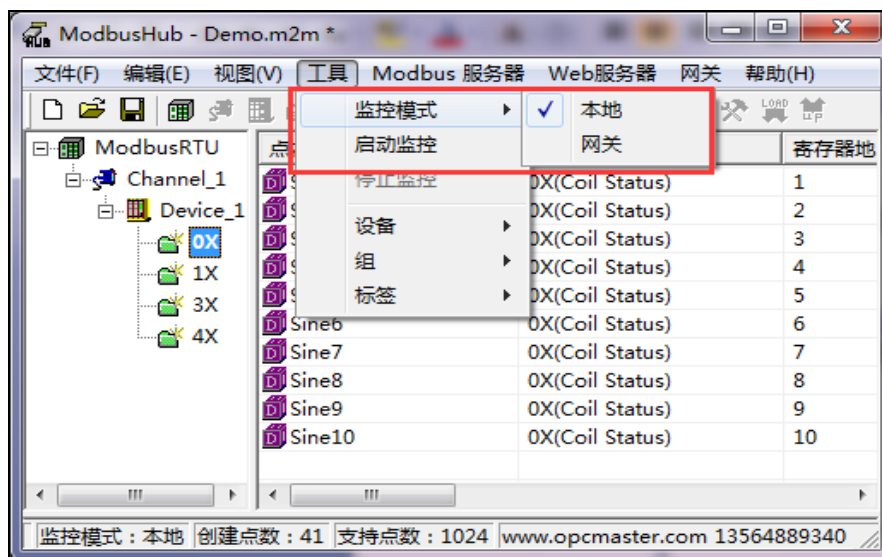 ModbusHub - Demo.m2m *
文件(F) 编辑(E) 视图(V) 工具 Modbus 服务器 Web服务器 网关 帮助(H)
监控模式 本地
启动监控 网关
停止监控
设备
组
标签
ModbusRTU
Channel_1
Device_1
0X
1X
3X
4X
寄存器地
0X(Coil Status) 1
0X(Coil Status) 2
0X(Coil Status) 3
0X(Coil Status) 4
0X(Coil Status) 5
Sine6 0X(Coil Status) 6
Sine7 0X(Coil Status) 7
Sine8 0X(Coil Status) 8
Sine9 0X(Coil Status) 9
Sine10 0X(Coil Status) 10
监控模式：本地 创建点数：41 支持点数：1024 www.opcmaster.com 13564889340